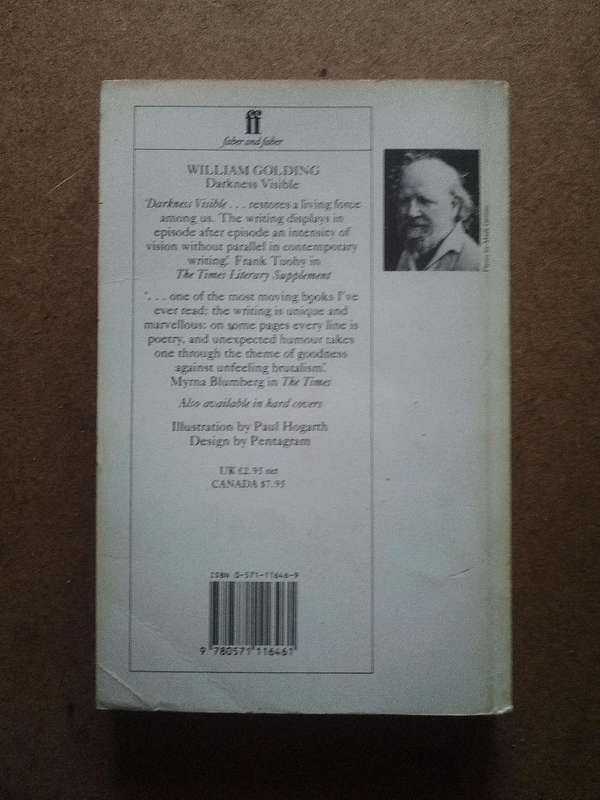 ff
faber and faber
WILLIAM GOLDING
Darkness Visible
'Darkness Visible . . . restores a living force
among us. The writing displays in
episode after episode an intensity of
vision without parallel in contemporary
writing'. Frank Tuohy in
The Times Literary Supplement
'. . . one of the most moving books I've
ever read: the writing is unique and
marvellous: on some pages every line is
poetry, and unexpected humour takes
one through the theme of goodness
against unfeeling brutalism'.
Myrna Blumberg in The Times
Also available in hard covers
Illustration by Paul Hogarth
Design by Pentagram
UK £2.95 net
CANADA $7.95
ISBN 0-571-11646-9
9 780571 116461
Photo by Mark